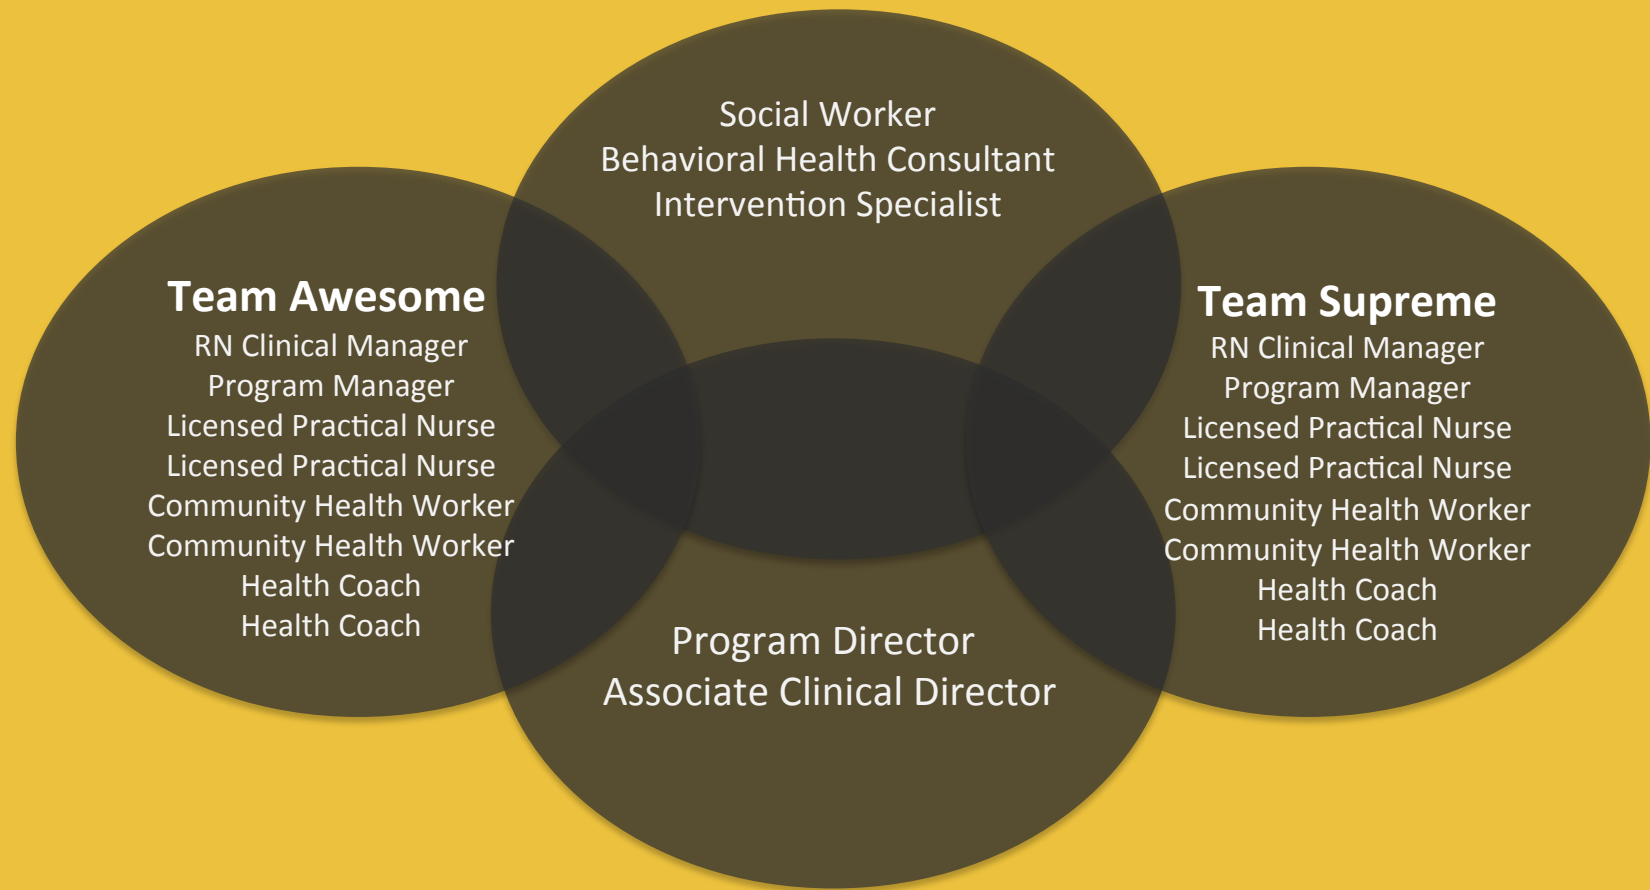 Social Worker
Behavioral Health Consultant
Intervention Specialist
Team Awesome
RN Clinical Manager
Program Manager
Licensed Practical Nurse
Licensed Practical Nurse
Community Health Worker
Community Health Worker
Health Coach
Health Coach
Team Supreme
RN Clinical Manager
Program Manager
Licensed Practical Nurse
Licensed Practical Nurse
Community Health Worker
Community Health Worker
Health Coach
Health Coach
Program Director
Associate Clinical Director